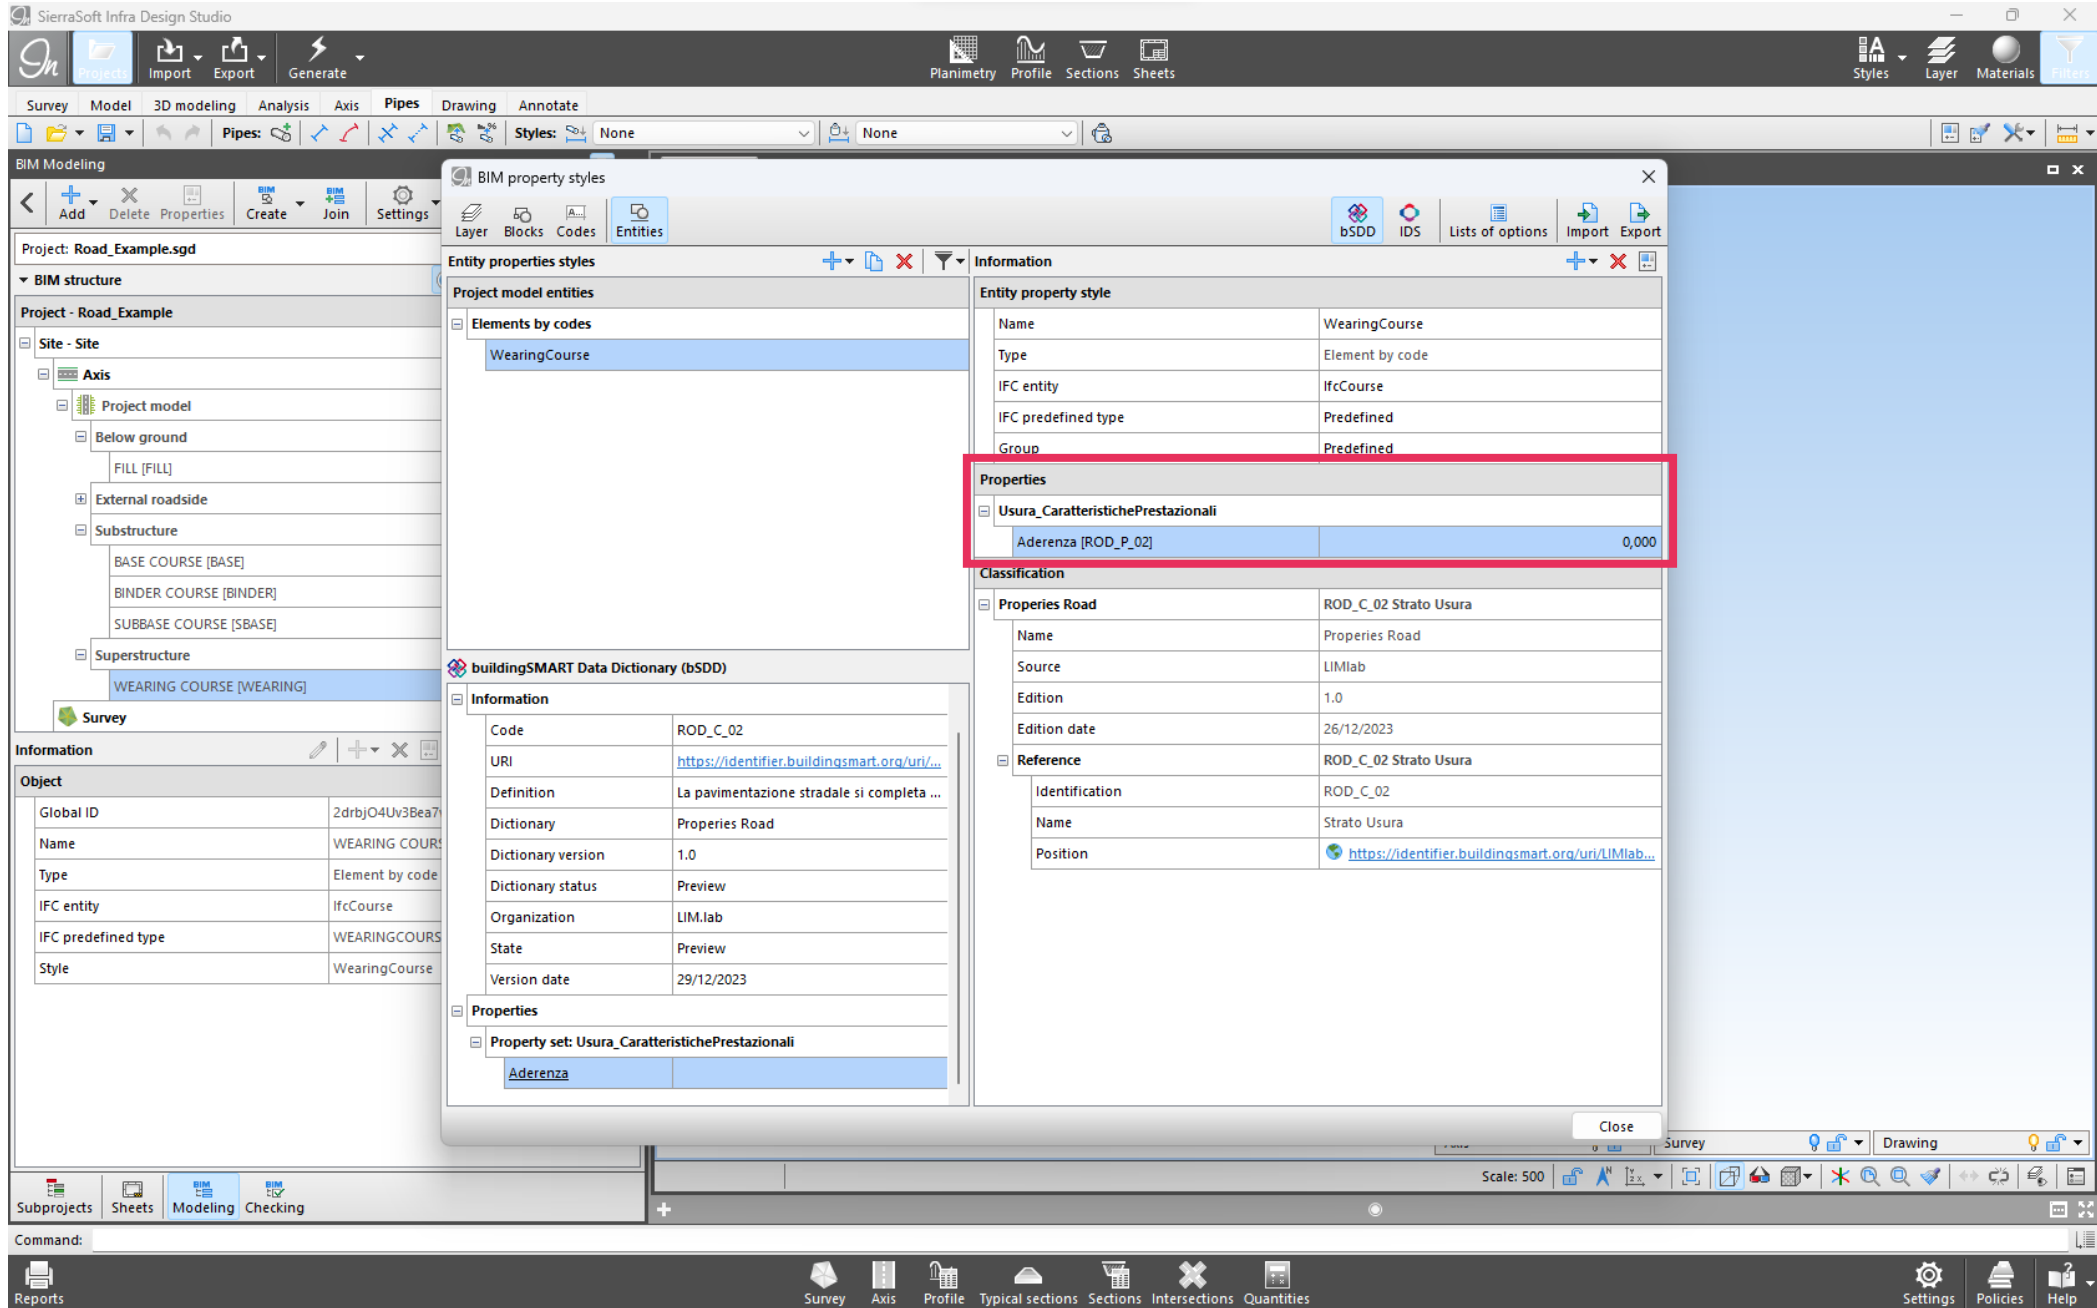 SierraSoft Infra Design Studio
Projects Import Export Generate Planimetry Profile Sections Sheets Styles Layer Materials Filters
Survey Model 3D modeling Analysis Axis Pipes Drawing Annotate
Pipes: Styles: None None
BIM Modeling
Add Delete Properties Create Join Settings
Project: Road_Example.sgd
BIM structure
Project - Road_Example
Site - Site
Axis
Project model
Below ground
FILL [FILL]
External roadside
Substructure
BASE COURSE [BASE]
BINDER COURSE [BINDER]
SUBBASE COURSE [SBASE]
Superstructure
WEARING COURSE [WEARING]
Survey
Information
Object
Global ID 2drbjO4Uv3Bea7
Name WEARING COURS
Type Element by code
IFC entity IfcCourse
IFC predefined type WEARINGCOURS
Style WearingCourse
Subprojects Sheets Modeling Checking
BIM property styles
Layer Blocks Codes Entities bSDD IDS Lists of options Import Export
Entity properties styles
Project model entities
Elements by codes
WearingCourse
buildingSMART Data Dictionary (bSDD)
Information
Code ROD_C_02
URI https://identifier.buildingsmart.org/uri/...
Definition La pavimentazione stradale si completa ...
Dictionary Properies Road
Dictionary version 1.0
Dictionary status Preview
Organization LIM.lab
State Preview
Version date 29/12/2023
Properties
Property set: Usura_CaratteristichePrestazionali
Aderenza
Information
Entity property style
Name WearingCourse
Type Element by code
IFC entity IfcCourse
IFC predefined type Predefined
Group Predefined
Properties
Usura_CaratteristichePrestazionali
Aderenza [ROD_P_02] 0,000
Classification
Properies Road ROD_C_02 Strato Usura
Name Properies Road
Source LIMlab
Edition 1.0
Edition date 26/12/2023
Reference ROD_C_02 Strato Usura
Identification ROD_C_02
Name Strato Usura
Position https://identifier.buildingsmart.org/uri/LIMlab...
Close
Survey Drawing
Scale: 500
Command:
Reports Survey Axis Profile Typical sections Sections Intersections Quantities Settings Policies Help